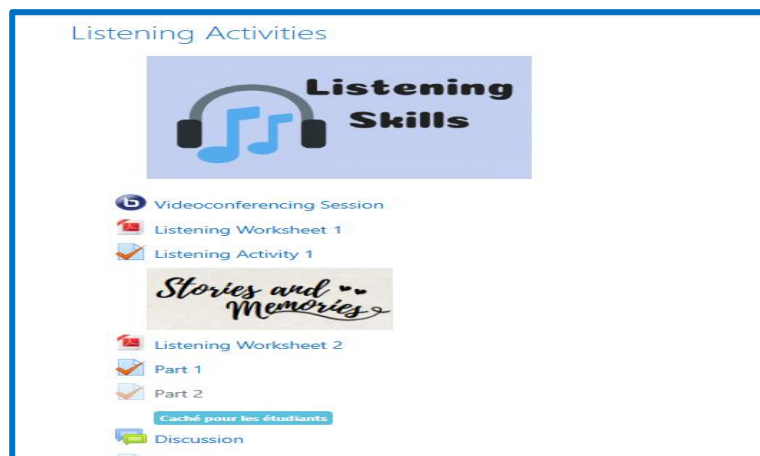 Listening Activities
Listening
Skills
Videoconferencing Session
Listening Worksheet 1
Listening Activity 1
Stories and
Memories
Listening Worksheet 2
Part 1
Part 2
Caché pour les étudiants
Discussion